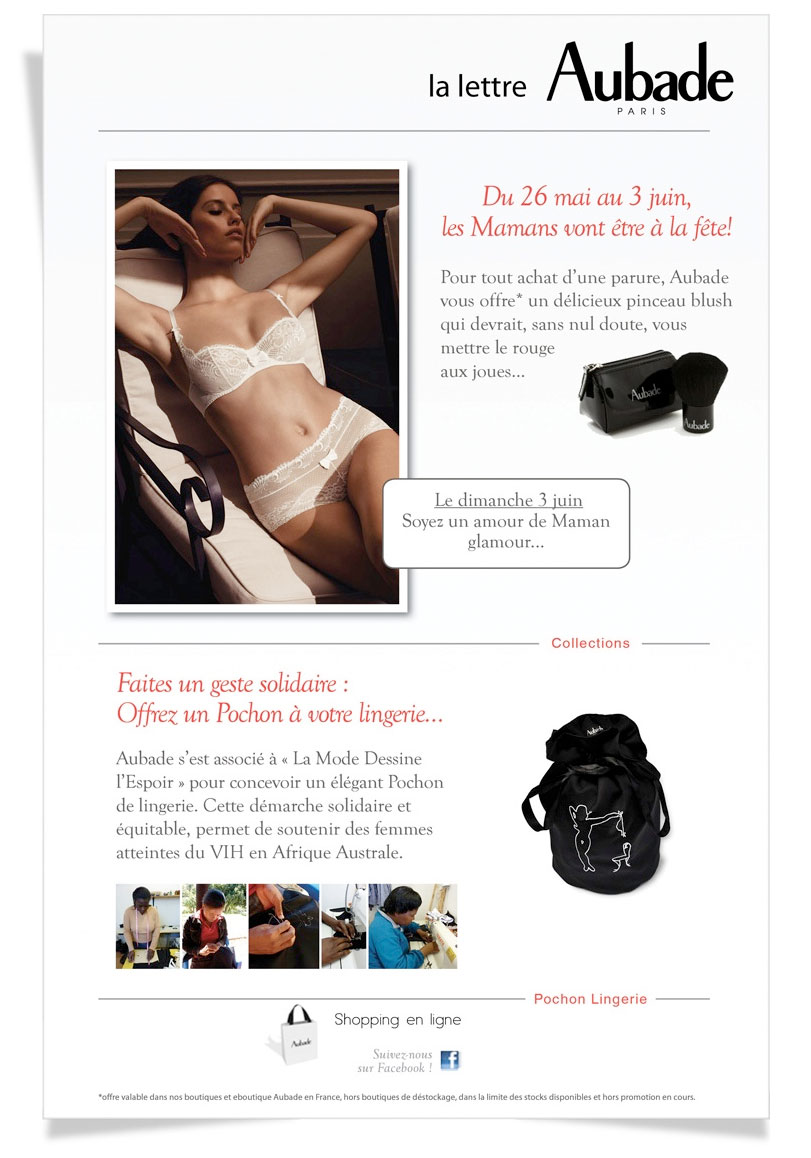 la lettre Aubade
PARIS
Du 26 mai au 3 juin,
les Mamans vont être à la fête!
Pour tout achat d'une parure, Aubade
vous offre* un délicieux pinceau blush
qui devrait, sans nul doute, vous
mettre le rouge
aux joues...
Aubade
Aubade
Le dimanche 3 juin
Soyez un amour de Maman
glamour...
Collections
Faites un geste solidaire :
Offrez un Pochon à votre lingerie...
Aubade s'est associé à « La Mode Dessine
l'Espoir » pour concevoir un élégant Pochon
de lingerie. Cette démarche solidaire et
équitable, permet de soutenir des femmes
atteintes du VIH en Afrique Australe.
Aubade
Pochon Lingerie
Aubade
Shopping en ligne
Suivez-nous
sur Facebook !
f
*offre valable dans nos boutiques et eboutique Aubade en France, hors boutiques de déstockage, dans la limite des stocks disponibles et hors promotion en cours.